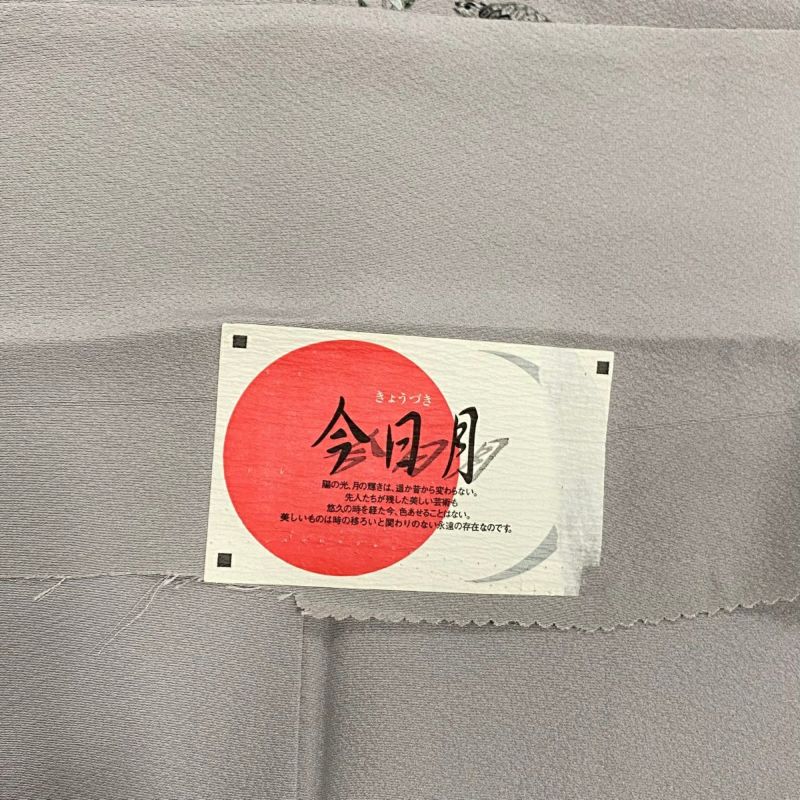 きょうづき
今日月
陽の光、月の輝きは、遥か昔から変わらない。
先人たちが残した美しい芸術も
悠久の時を経た今、色あせることはない。
美しいものは時の移ろいと関わりのない永遠の存在なのです。